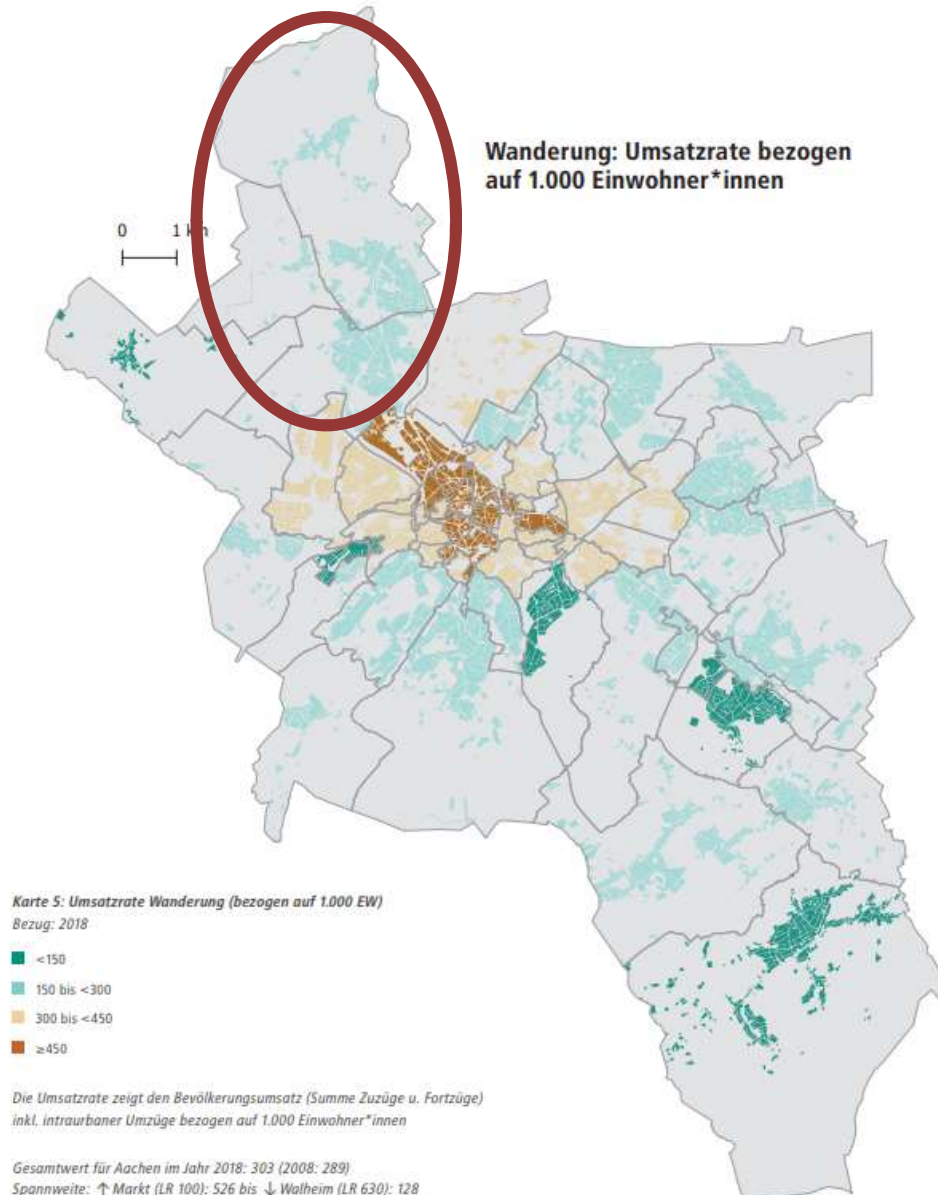 Wanderung: Umsatzrate bezogen
auf 1.000 Einwohner*innen
0 1 km
Karte 5: Umsatzrate Wanderung (bezogen auf 1.000 EW)
Bezug: 2018
<150
150 bis <300
300 bis <450
≥450
Die Umsatzrate zeigt den Bevölkerungsumsatz (Summe Zuzüge u. Fortzüge)
inkl. intraurbaner Umzüge bezogen auf 1.000 Einwohner*innen
Gesamtwert für Aachen im Jahr 2018: 303 (2008: 289)
Spannweite: ↑ Markt (LR 100): 526 bis ↓ Walheim (LR 630): 128